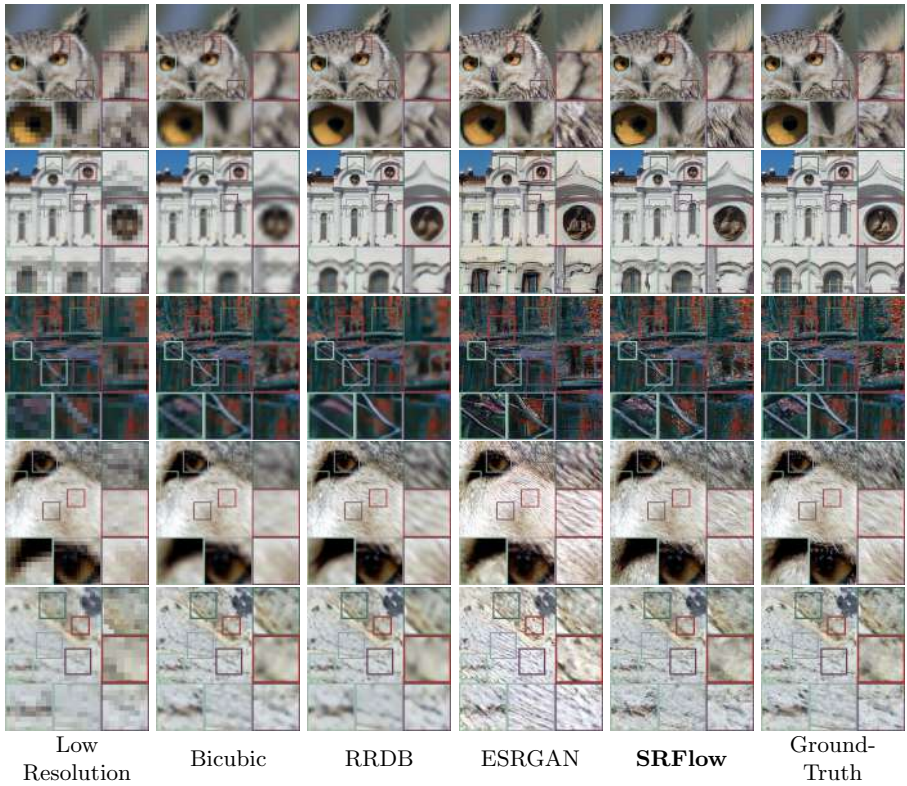 Low
Resolution
Bicubic
RRDB
ESRGAN
SRFlow
Ground-
Truth